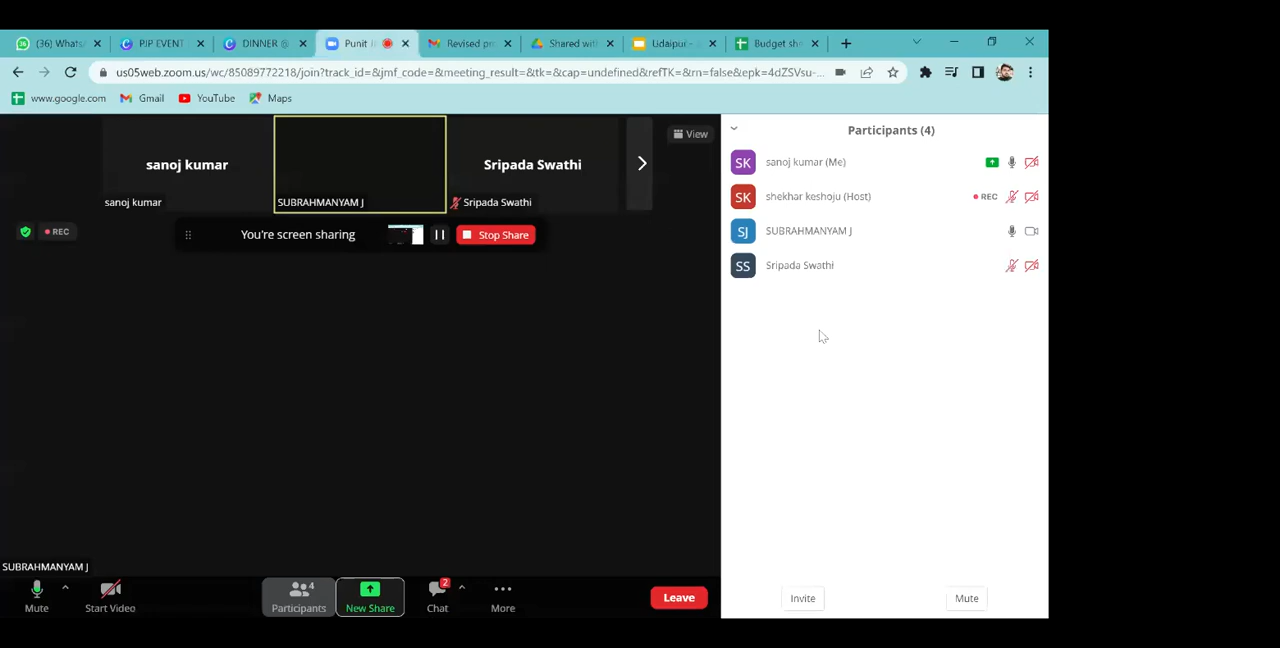 (36) Whats
PJP EVENT
DINNER @
Punit
Revised pr
Shared wit
Udaipur -
Budget she
us05web.zoom.us/wc/85089772218/join?track_id=&jmf_code=&meeting_result=&tk=&cap=undefined&refTK=&rn=false&epk=4dZSVsu-...
www.google.com
Gmail
YouTube
Maps
sanoj kumar
sanoj kumar
SUBRAHMANYAM J
Sripada Swathi
Sripada Swathi
View
REC
You're screen sharing
Stop Share
Participants (4)
SK sanoj kumar (Me)
SK shekhar keshoju (Host) REC
SJ SUBRAHMANYAM J
SS Sripada Swathi
SUBRAHMANYAM J
Mute
Start Video
4
Participants
New Share
2
Chat
More
Leave
Invite
Mute